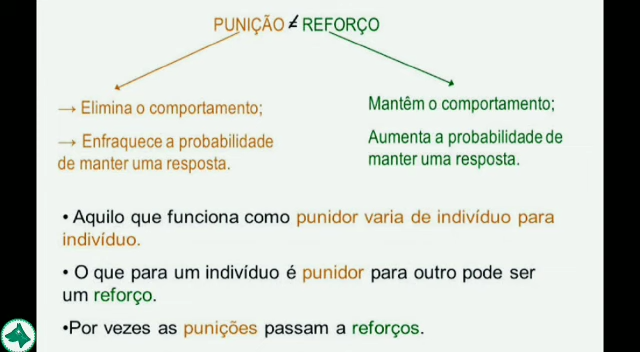 PUNIÇÃO ≠ REFORÇO
→ Elimina o comportamento;
→ Enfraquece a probabilidade
de manter uma resposta.
Mantêm o comportamento;
Aumenta a probabilidade de
manter uma resposta.
• Aquilo que funciona como punidor varia de indivíduo para
indivíduo.
• O que para um indivíduo é punidor para outro pode ser
um reforço.
•Por vezes as punições passam a reforços.